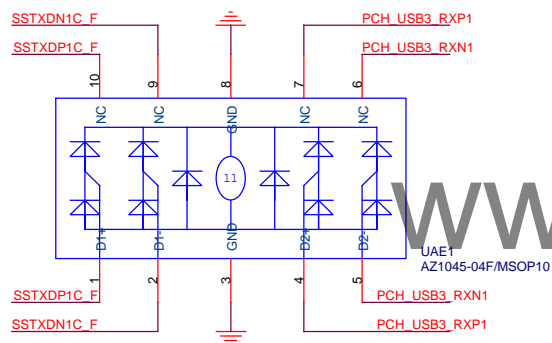 SSTXDN1C_F PCH_USB3_RXP1
SSTXDP1C_F PCH_USB3_RXN1
10 9 8 7 6
NC NC GND NC NC
11
D1+ D1- GND D2+ D2-
WW
UAE1
AZ1045-04F/MSOP10
1 2 3 4 5
SSTXDP1C_F PCH_USB3_RXN1
SSTXDN1C_F PCH_USB3_RXP1